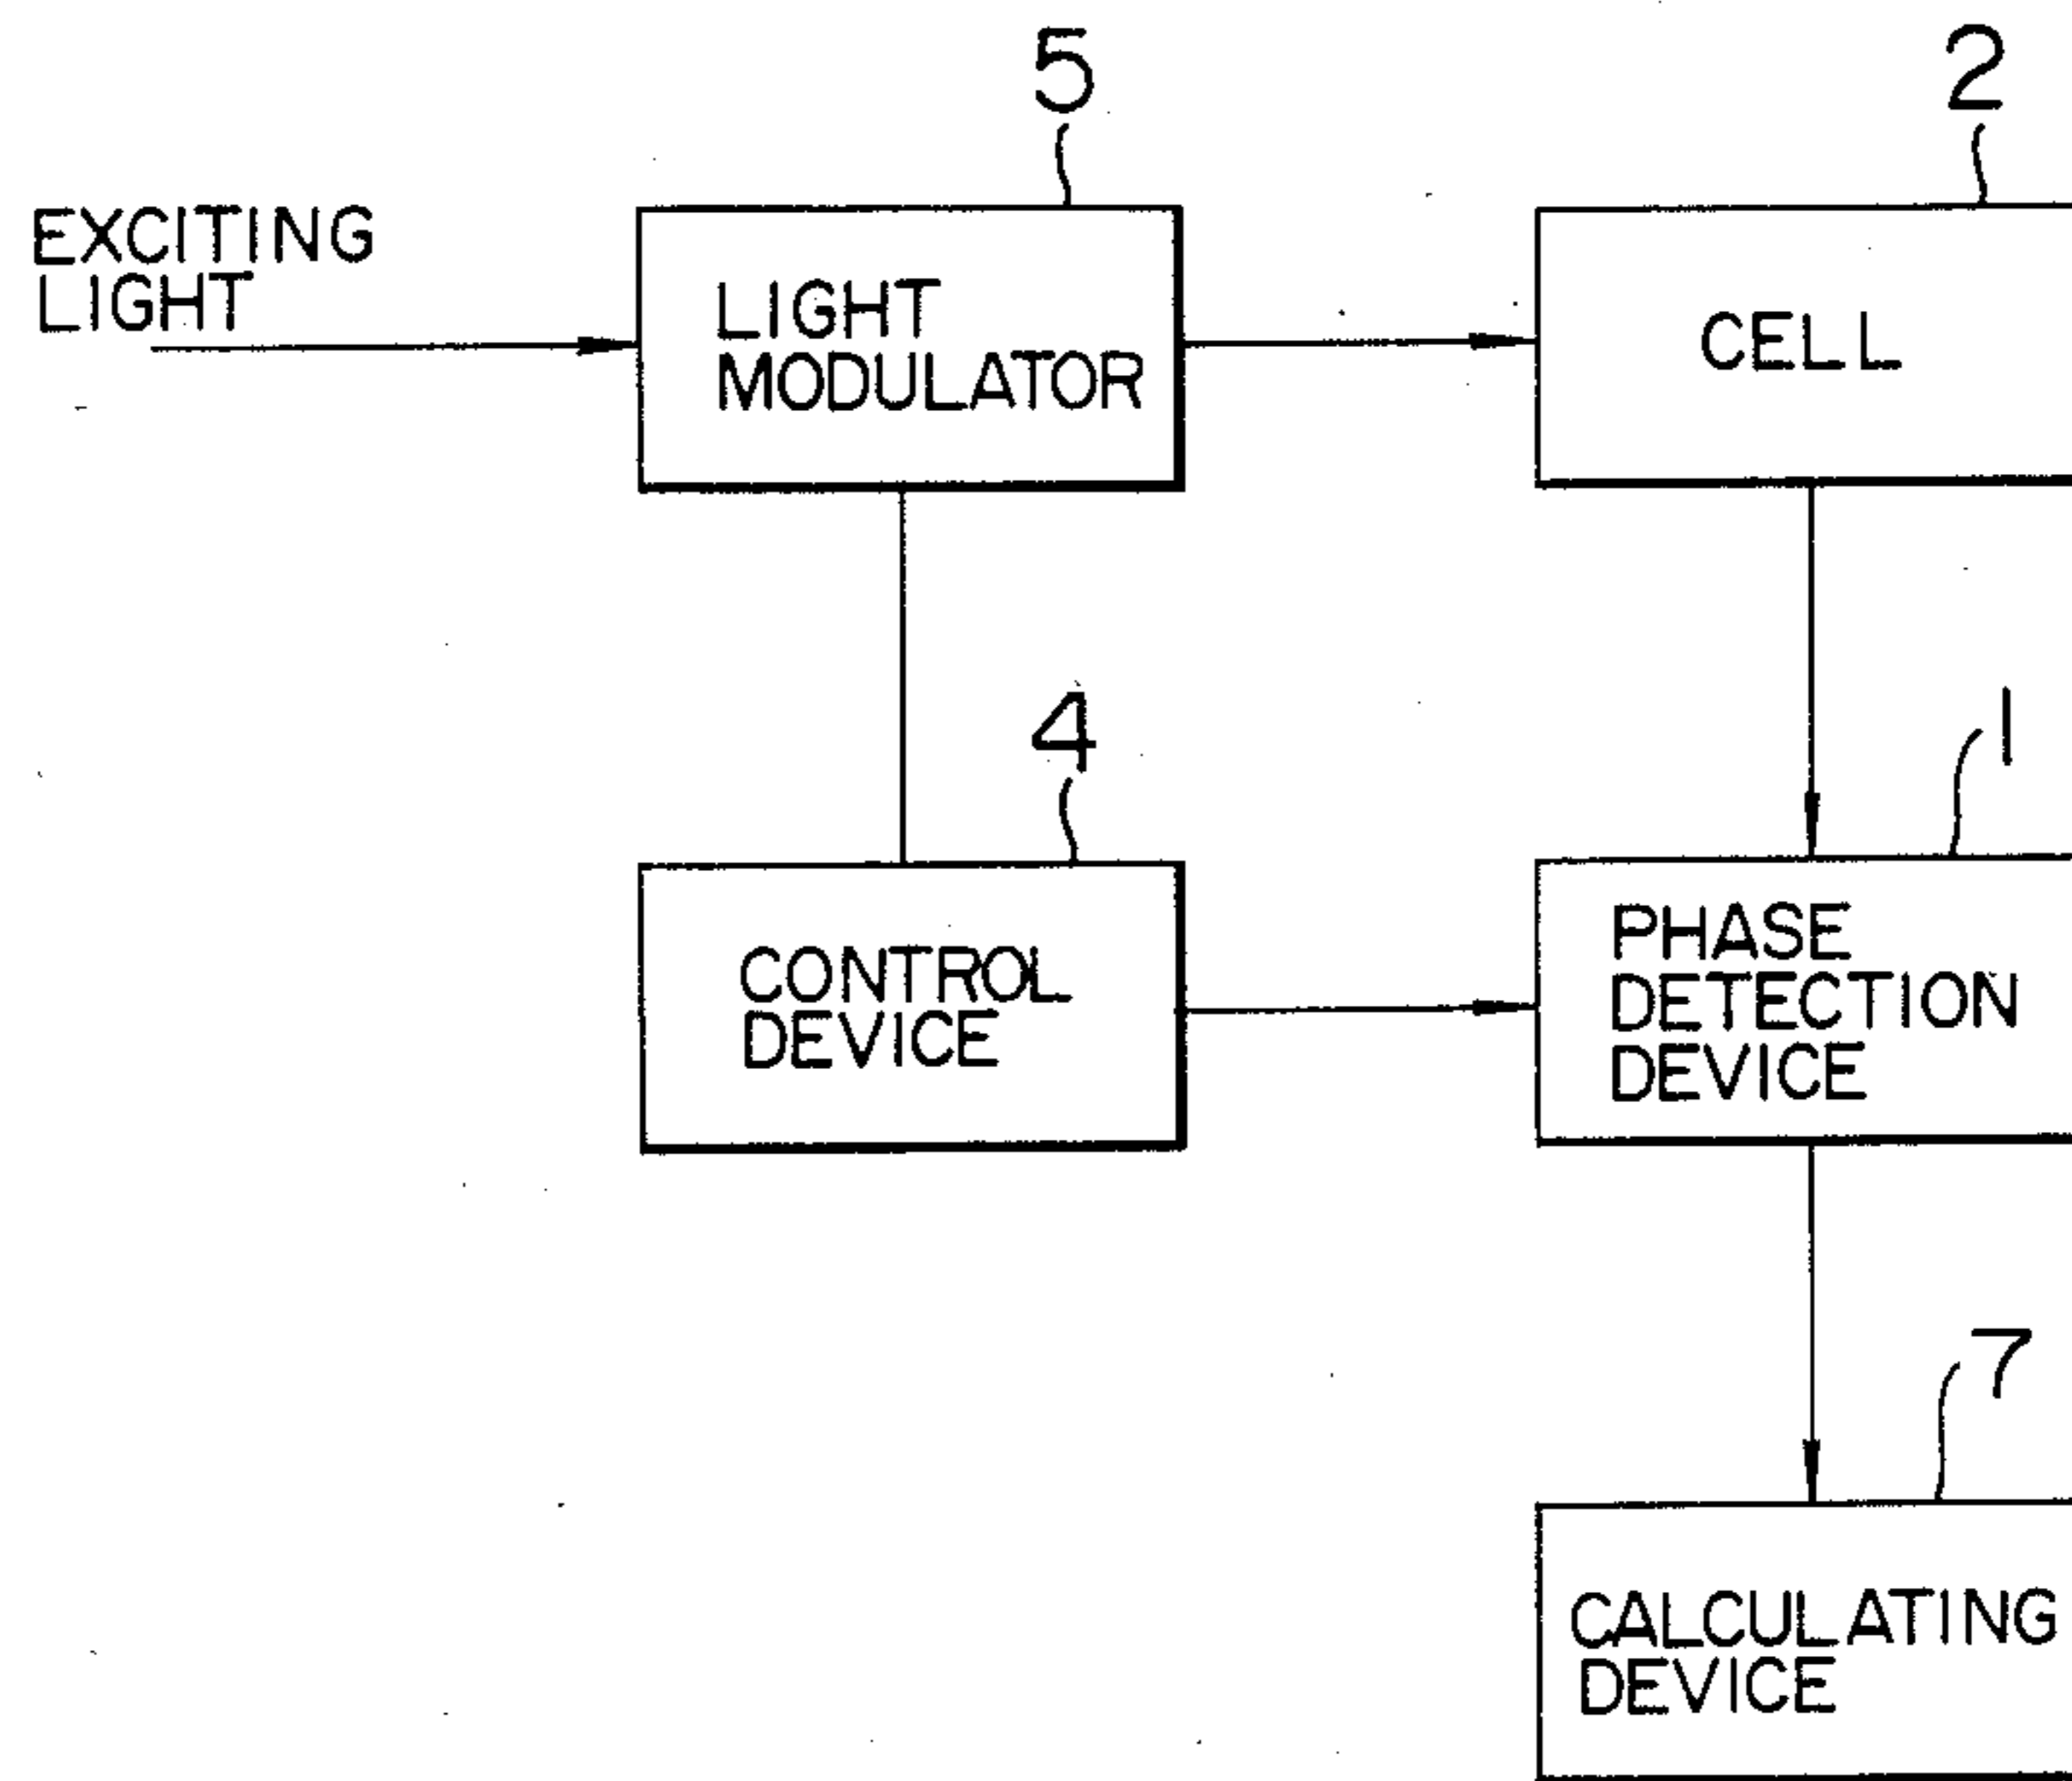 5
2
EXCITING
LIGHT
LIGHT
MODULATOR
CELL
4
1
CONTROL
DEVICE
PHASE
DETECTION
DEVICE
7
CALCULATING
DEVICE